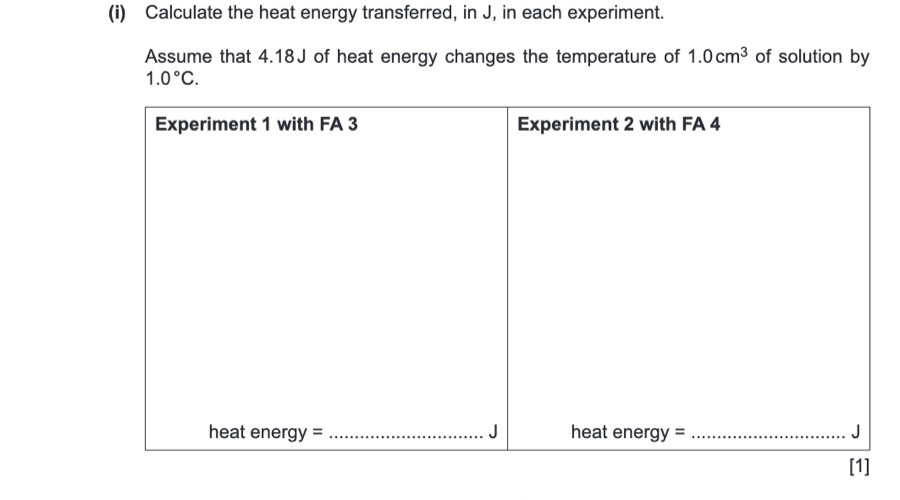 (i) Calculate the heat energy transferred, in J, in each experiment.
Assume that 4.18 J of heat energy changes the temperature of 1.0 cm³ of solution by
1.0 °C.
Experiment 1 with FA 3
Experiment 2 with FA 4
heat energy = .............................. J
heat energy = .............................. J
[1]